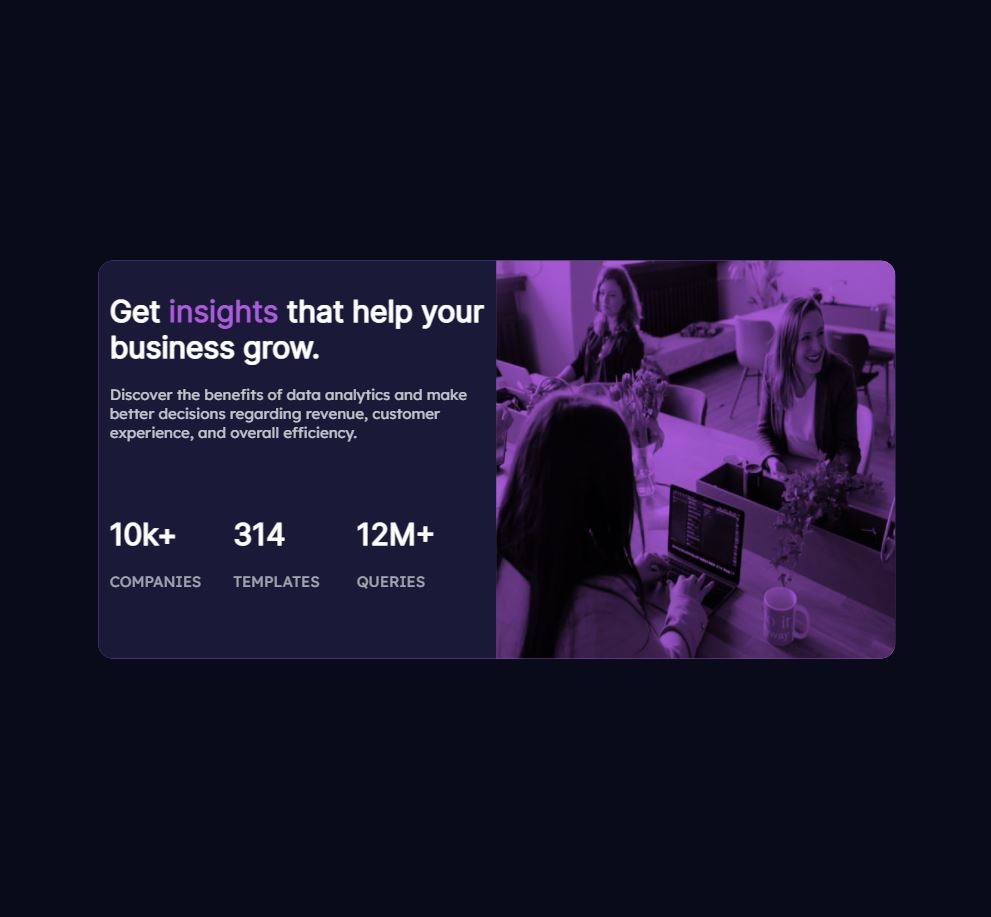 Get insights that help your
business grow.
Discover the benefits of data analytics and make
better decisions regarding revenue, customer
experience, and overall efficiency.
10k+ 314 12M+
COMPANIES TEMPLATES QUERIES